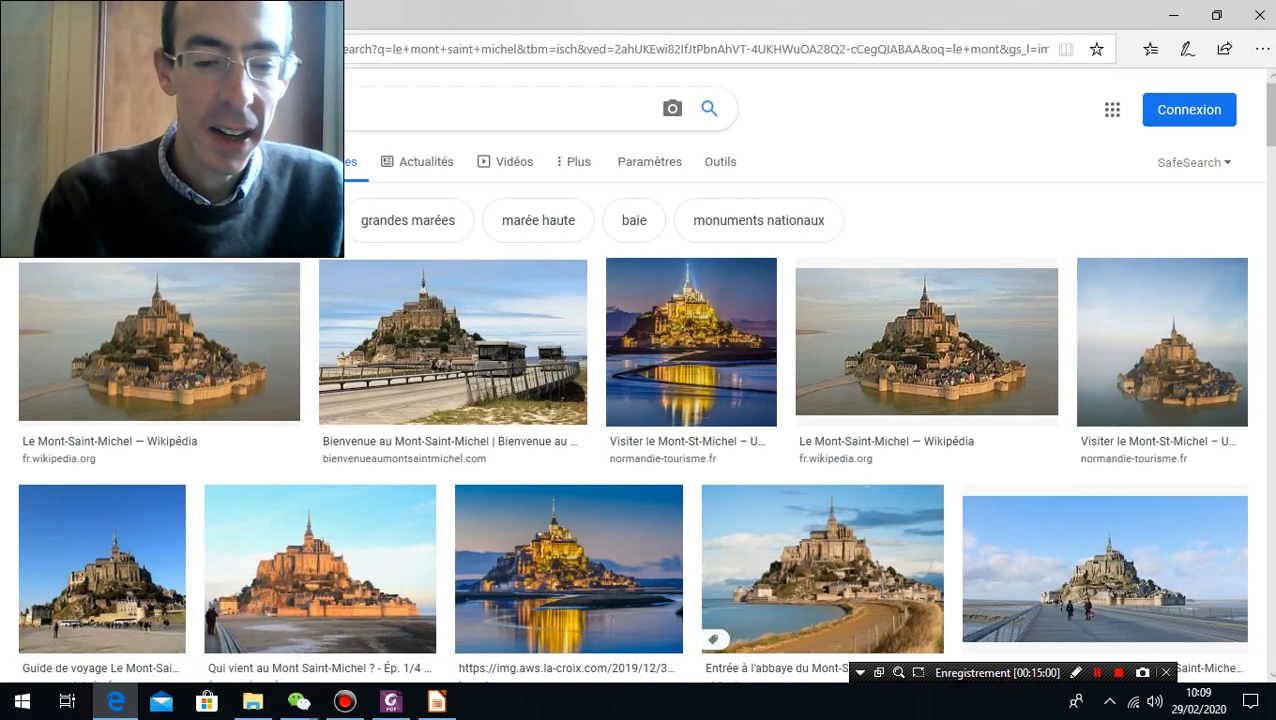 search?q=le+mont+saint+michel&tbm=isch&ved=2ahUKEwi82IfJtPbnAhVT-4UKHWuOA28Q2-cCegQIABAA&oq=le+mont&gs_l=im
Connexion
es Actualités Vidéos Plus Paramètres Outils SafeSearch
grandes marées marée haute baie monuments nationaux
Le Mont-Saint-Michel — Wikipédia
fr.wikipedia.org
Bienvenue au Mont-Saint-Michel | Bienvenue au ...
bienvenueaumontsaintmichel.com
Visiter le Mont-St-Michel – U...
normandie-tourisme.fr
Le Mont-Saint-Michel — Wikipédia
fr.wikipedia.org
Visiter le Mont-St-Michel – U...
normandie-tourisme.fr
Guide de voyage Le Mont-Sai...
Qui vient au Mont Saint-Michel ? - Ép. 1/4 ...
https://img.aws.la-croix.com/2019/12/3...
Entrée à l'abbaye du Mont-S
t-Saint-Miche...
Enregistrement [00:15:00]
PDF
10:09
29/02/2020